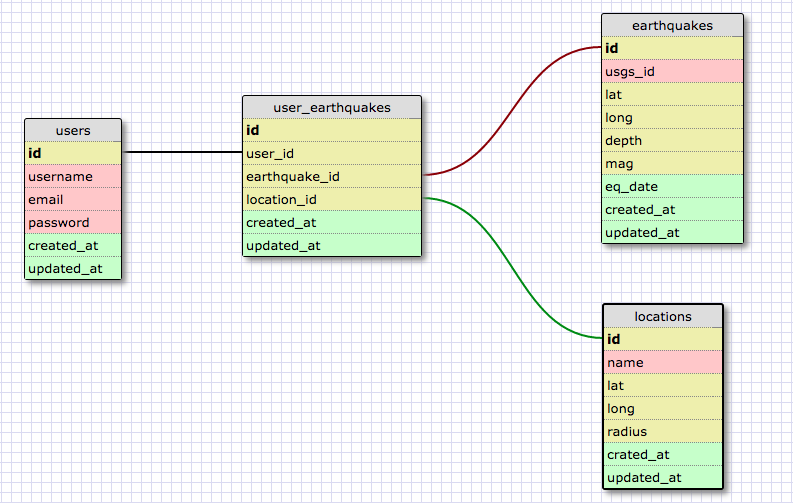 users
id
username
email
password
created_at
updated_at
user_earthquakes
id
user_id
earthquake_id
location_id
created_at
updated_at
earthquakes
id
usgs_id
lat
long
depth
mag
eq_date
created_at
updated_at
locations
id
name
lat
long
radius
crated_at
updated_at